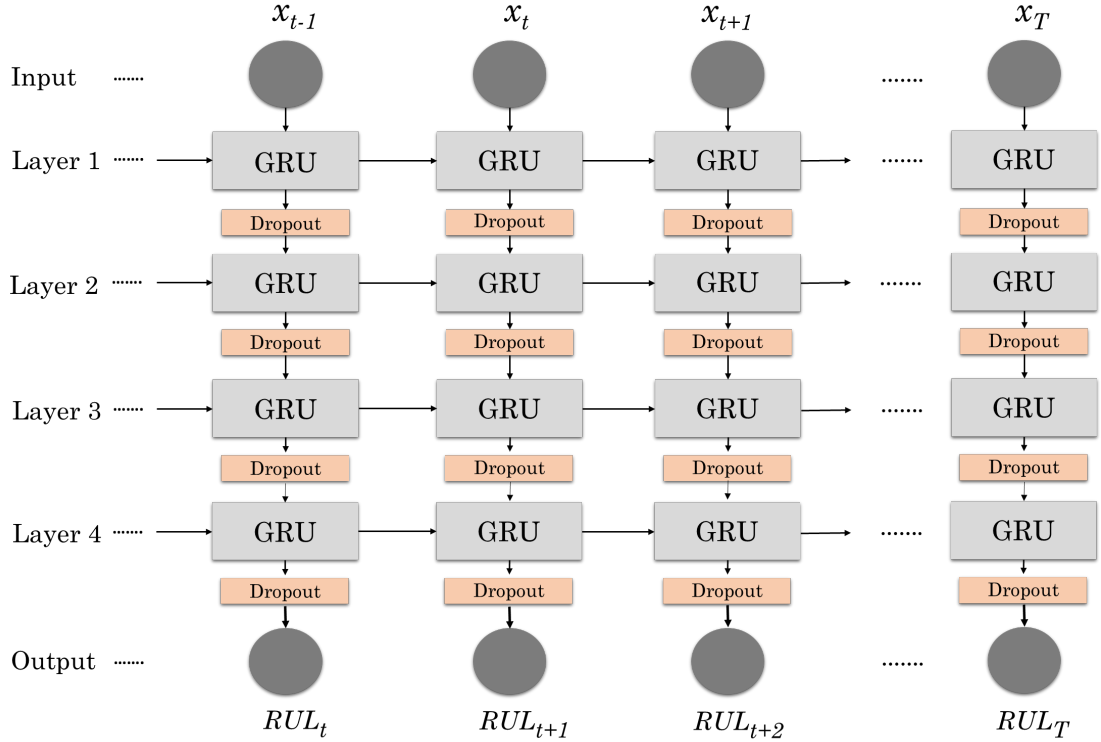 x_{t-1} x_t x_{t+1} x_T
Input ....... .......
Layer 1 ....... GRU GRU GRU ....... GRU
Dropout Dropout Dropout Dropout
Layer 2 ....... GRU GRU GRU ....... GRU
Dropout Dropout Dropout Dropout
Layer 3 ....... GRU GRU GRU ....... GRU
Dropout Dropout Dropout Dropout
Layer 4 ....... GRU GRU GRU ....... GRU
Dropout Dropout Dropout Dropout
Output ....... .......
RUL_t RUL_{t+1} RUL_{t+2} RUL_T